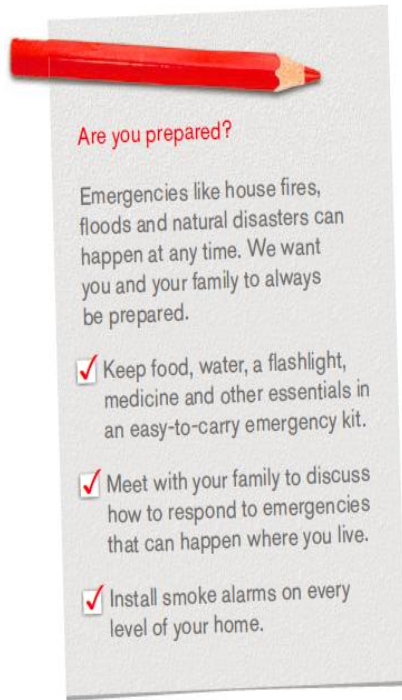 Are you prepared?
Emergencies like house fires,
floods and natural disasters can
happen at any time. We want
you and your family to always
be prepared.
Keep food, water, a flashlight,
medicine and other essentials in
an easy-to-carry emergency kit.
Meet with your family to discuss
how to respond to emergencies
that can happen where you live.
Install smoke alarms on every
level of your home.